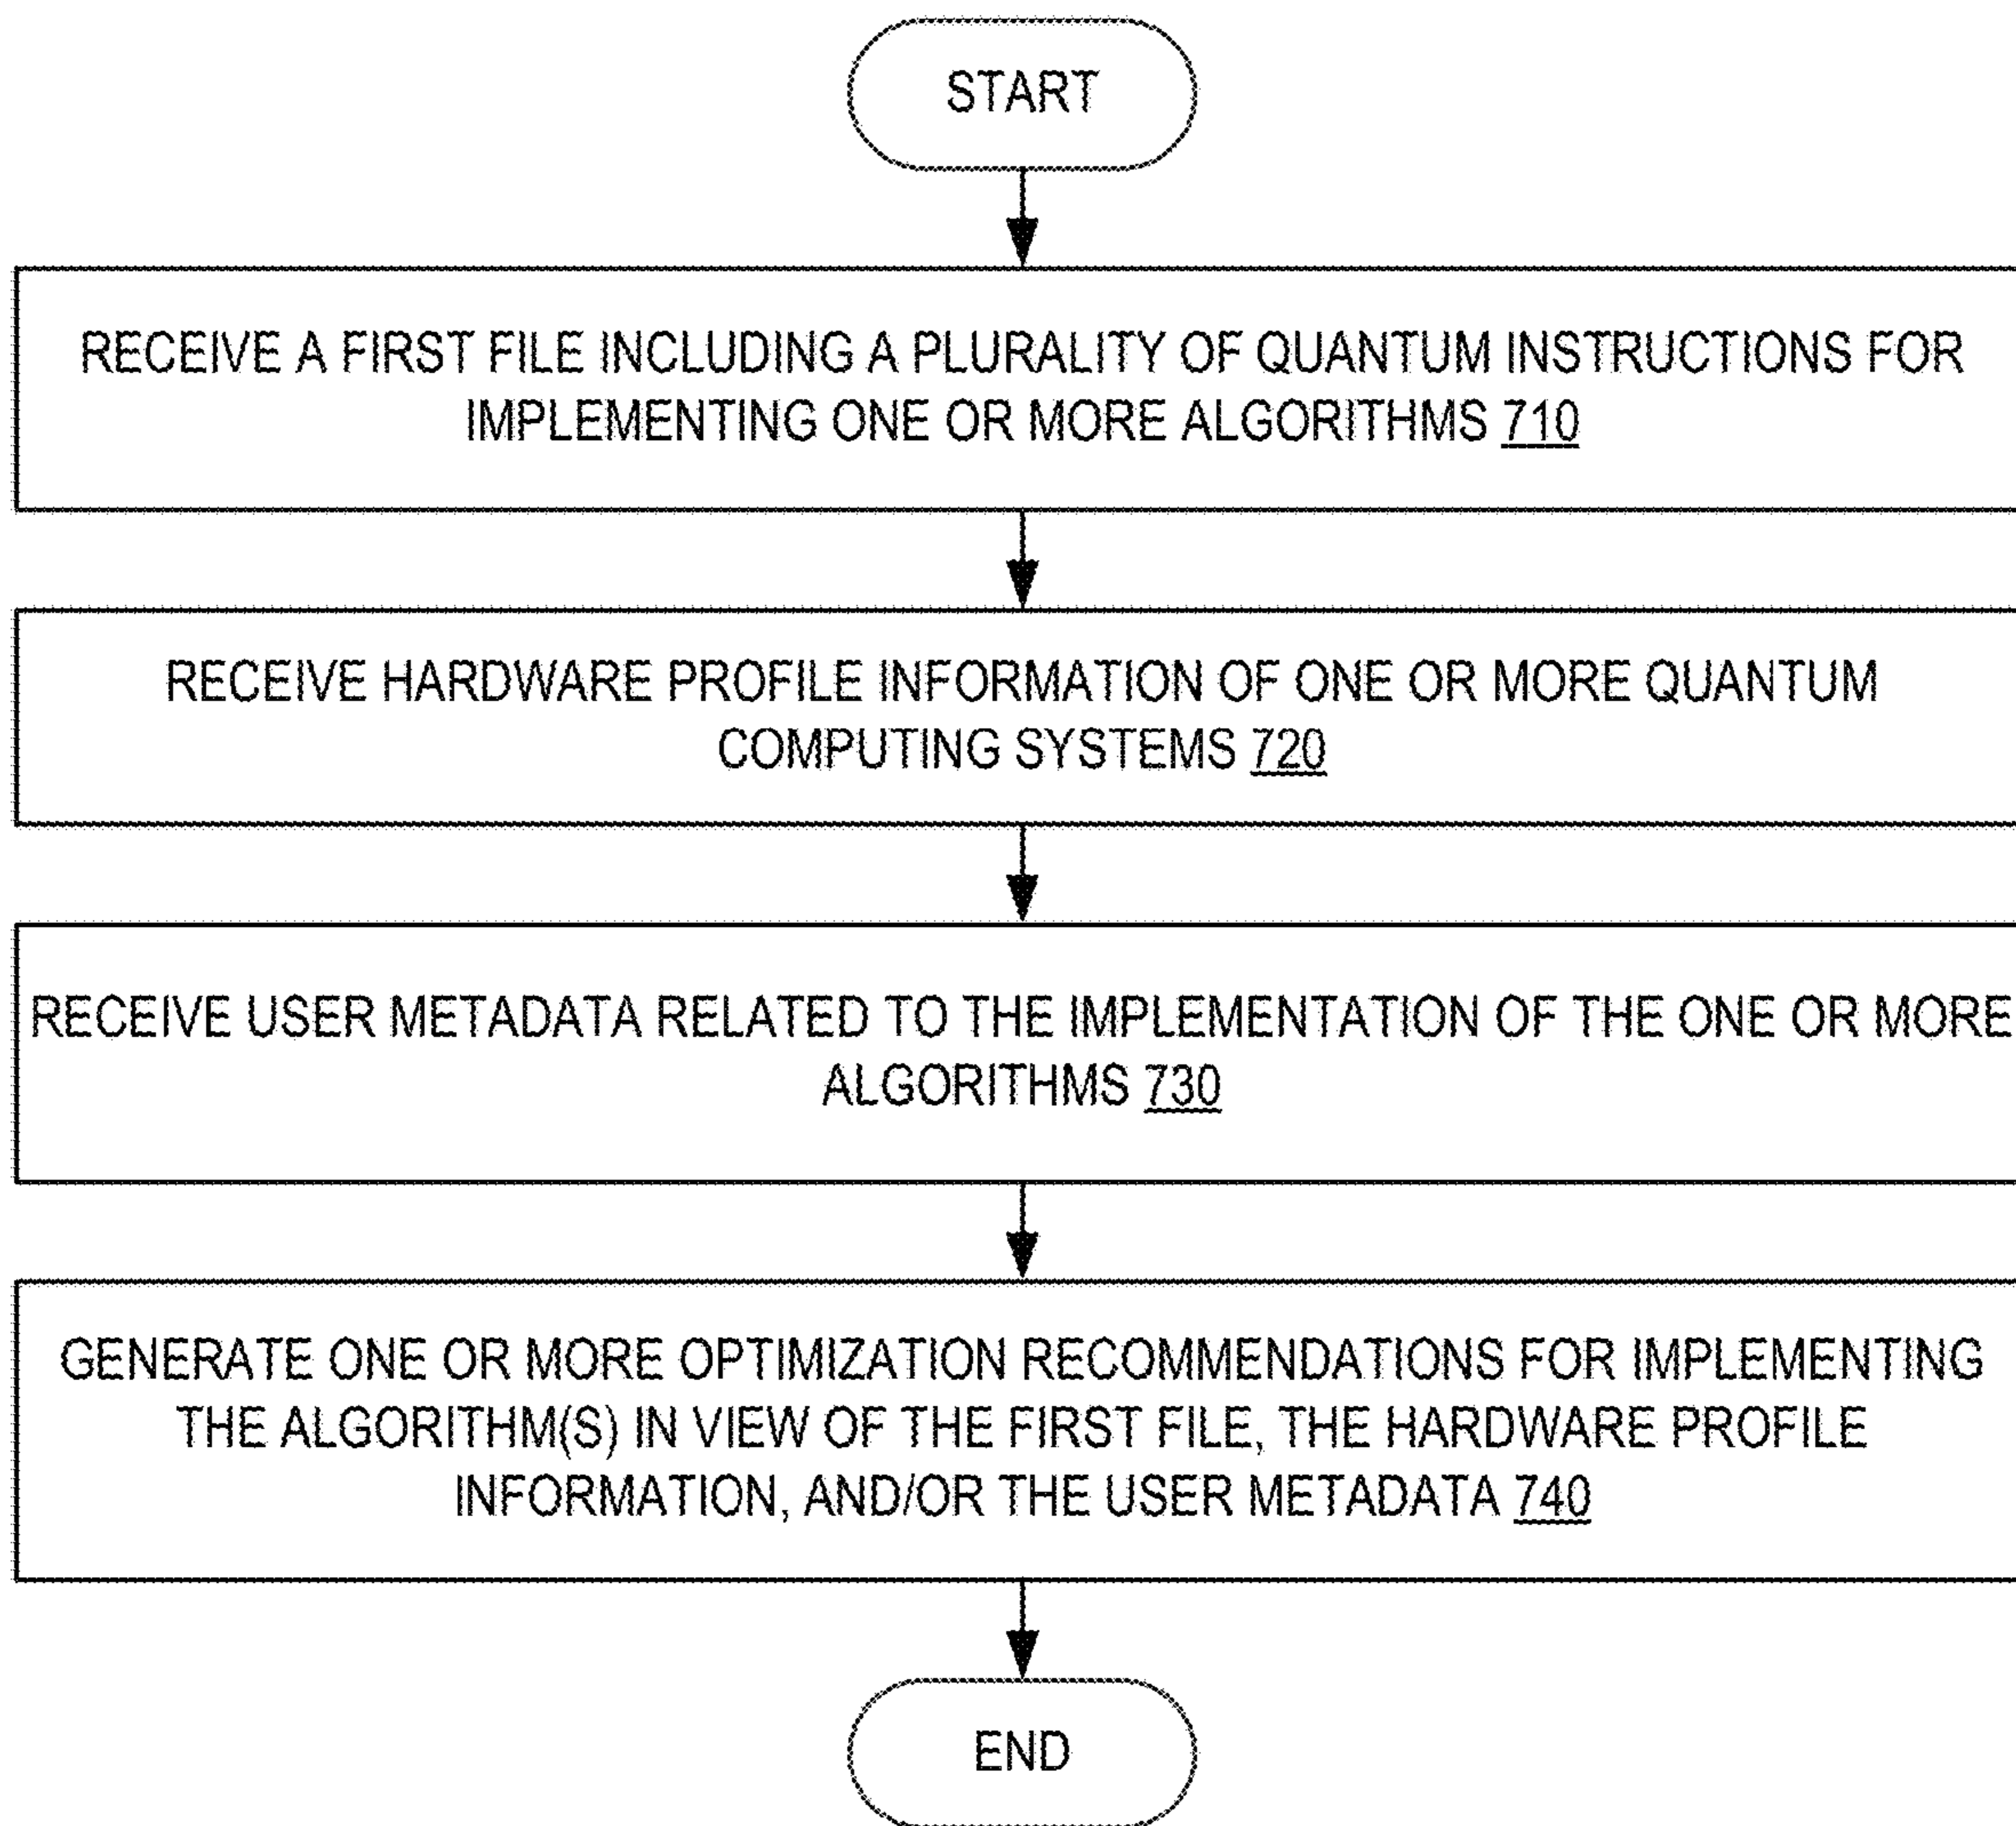 START
RECEIVE A FIRST FILE INCLUDING A PLURALITY OF QUANTUM INSTRUCTIONS FOR
IMPLEMENTING ONE OR MORE ALGORITHMS 710
RECEIVE HARDWARE PROFILE INFORMATION OF ONE OR MORE QUANTUM
COMPUTING SYSTEMS 720
RECEIVE USER METADATA RELATED TO THE IMPLEMENTATION OF THE ONE OR MORE
ALGORITHMS 730
GENERATE ONE OR MORE OPTIMIZATION RECOMMENDATIONS FOR IMPLEMENTING
THE ALGORITHM(S) IN VIEW OF THE FIRST FILE, THE HARDWARE PROFILE
INFORMATION, AND/OR THE USER METADATA 740
END